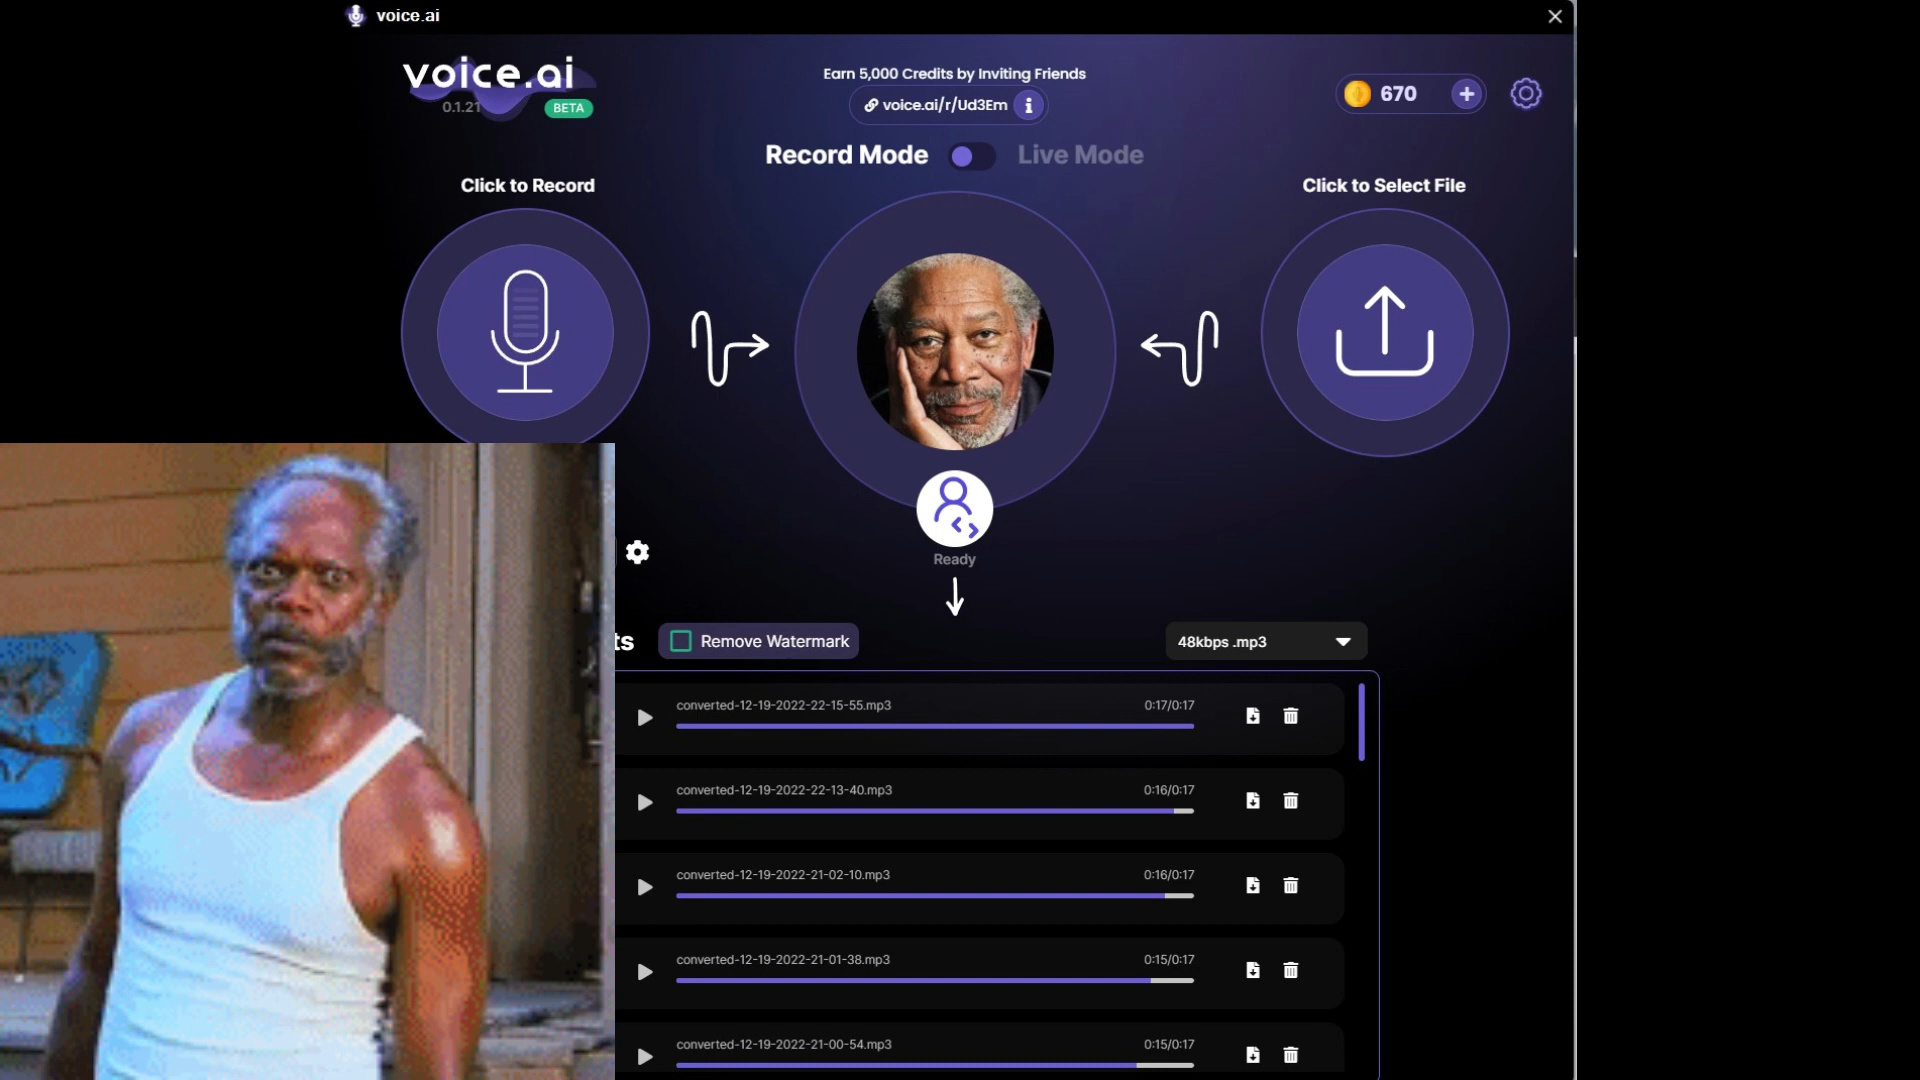 voice.ai
voice.ai
0.1.21
BETA
Earn 5,000 Credits by Inviting Friends
voice.ai/r/Ud3Em
670
Record Mode
Live Mode
Click to Record
Click to Select File
Ready
ts
Remove Watermark
48kbps .mp3
converted-12-19-2022-22-15-55.mp3
0:17/0:17
converted-12-19-2022-22-13-40.mp3
0:16/0:17
converted-12-19-2022-21-02-10.mp3
0:16/0:17
converted-12-19-2022-21-01-38.mp3
0:15/0:17
converted-12-19-2022-21-00-54.mp3
0:15/0:17